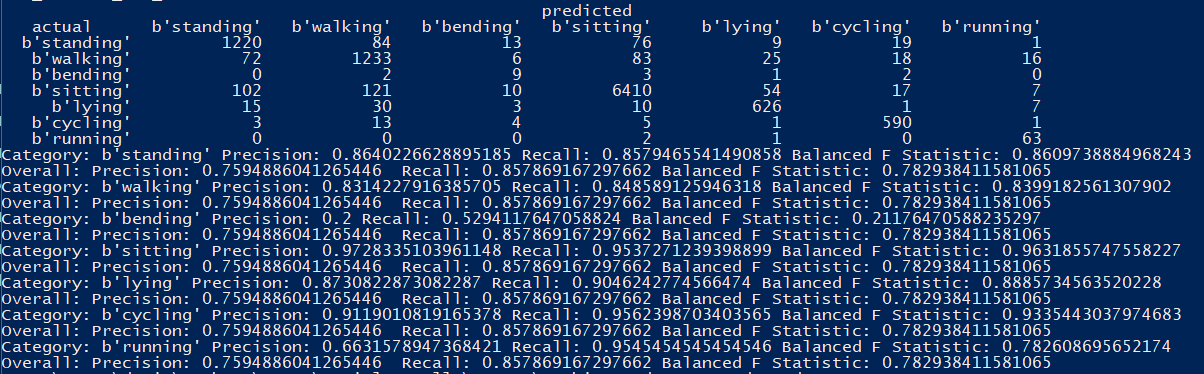 predicted
actual b'standing' b'walking' b'bending' b'sitting' b'lying' b'cycling' b'running'
b'standing' 1220 84 13 76 9 19 1
b'walking' 72 1233 6 83 25 18 16
b'bending' 0 2 9 3 1 2 0
b'sitting' 102 121 10 6410 54 17 7
b'lying' 15 30 3 10 626 1 7
b'cycling' 3 13 4 5 1 590 1
b'running' 0 0 0 2 1 0 63
Category: b'standing' Precision: 0.8640226628895185 Recall: 0.8579465541490858 Balanced F Statistic: 0.8609738884968243
Overall: Precision: 0.7594886041265446 Recall: 0.857869167297662 Balanced F Statistic: 0.782938411581065
Category: b'walking' Precision: 0.8314227916385705 Recall: 0.848589125946318 Balanced F Statistic: 0.8399182561307902
Overall: Precision: 0.7594886041265446 Recall: 0.857869167297662 Balanced F Statistic: 0.782938411581065
Category: b'bending' Precision: 0.2 Recall: 0.5294117647058824 Balanced F Statistic: 0.21176470588235297
Overall: Precision: 0.7594886041265446 Recall: 0.857869167297662 Balanced F Statistic: 0.782938411581065
Category: b'sitting' Precision: 0.9728335103961148 Recall: 0.9537271239398899 Balanced F Statistic: 0.9631855747558227
Overall: Precision: 0.7594886041265446 Recall: 0.857869167297662 Balanced F Statistic: 0.782938411581065
Category: b'lying' Precision: 0.8730822873082287 Recall: 0.9046242774566474 Balanced F Statistic: 0.8885734563520228
Overall: Precision: 0.7594886041265446 Recall: 0.857869167297662 Balanced F Statistic: 0.782938411581065
Category: b'cycling' Precision: 0.9119010819165378 Recall: 0.9562398703403565 Balanced F Statistic: 0.9335443037974683
Overall: Precision: 0.7594886041265446 Recall: 0.857869167297662 Balanced F Statistic: 0.782938411581065
Category: b'running' Precision: 0.6631578947368421 Recall: 0.9545454545454546 Balanced F Statistic: 0.782608695652174
Overall: Precision: 0.7594886041265446 Recall: 0.857869167297662 Balanced F Statistic: 0.782938411581065